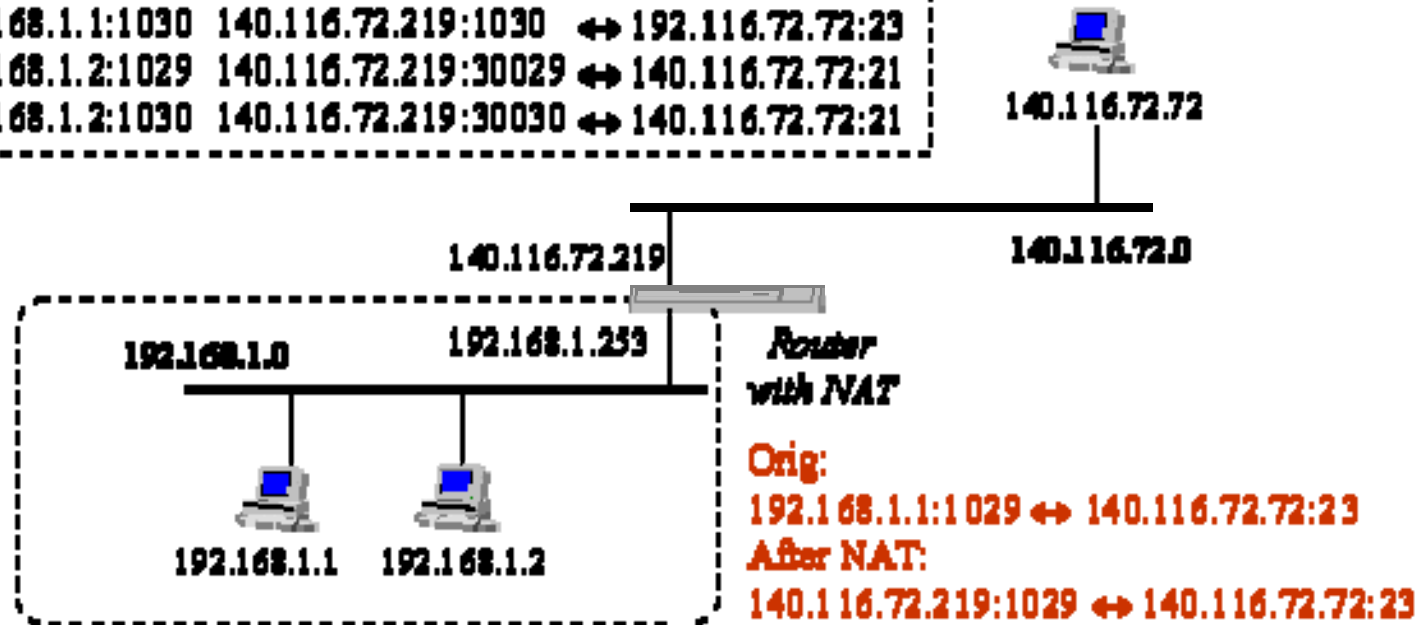 168.1.1:1030 140.116.72.219:1030 ⇔ 192.116.72.72:23
168.1.2:1029 140.116.72.219:30029 ⇔ 140.116.72.72:21
168.1.2:1030 140.116.72.219:30030 ⇔ 140.116.72.72:21
140.116.72.72
140.116.72.219
140.116.72.0
192.168.1.0
192.168.1.253
Router
with NAT
Orig:
192.168.1.1:1029 ⇔ 140.116.72.72:23
After NAT:
140.116.72.219:1029 ⇔ 140.116.72.72:23
192.168.1.1
192.168.1.2